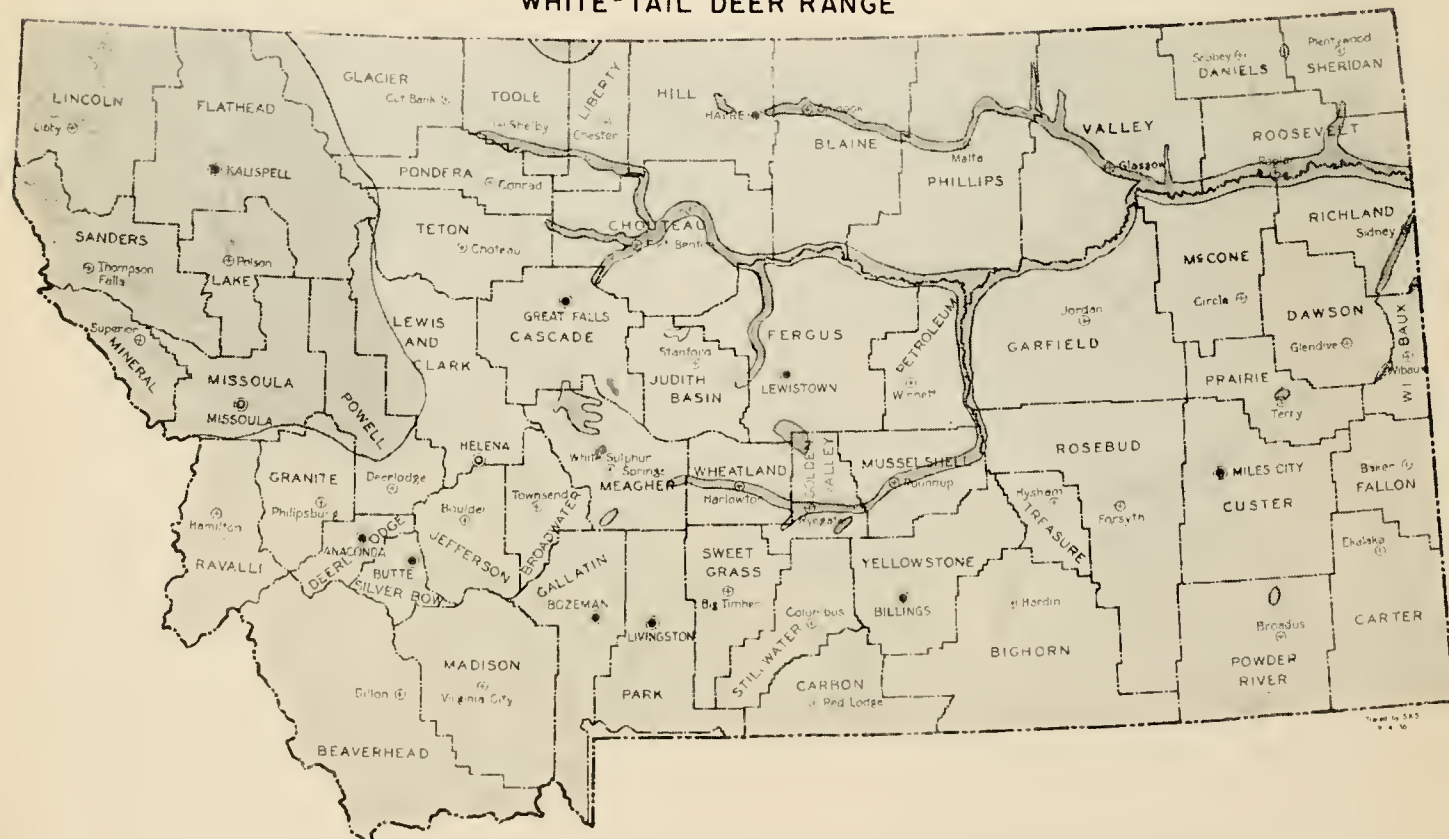 WHITE-TAIL DEER RANGE
LINCOLN
Libby
FLATHEAD
KALISPELL
GLACIER
Cut Bank
TOOLE
Shelby
LIBERTY
Chester
HILL
HAVRE
Chinook
BLAINE
Malta
PHILLIPS
VALLEY
Glasgow
Scobey
DANIELS
Plentywood
SHERIDAN
ROOSEVELT
PONDERA
Conrad
TETON
Choteau
CHOUTEAU
Fort Benton
RICHLAND
Sidney
SANDERS
Thompson
Falls
Polson
LAKE
Superior
MINERAL
MISSOULA
MISSOULA
POWELL
LEWIS
AND
CLARK
GREAT FALLS
CASCADE
Stanford
JUDITH
BASIN
FERGUS
LEWISTOWN
PETROLEUM
Winnett
Jordan
GARFIELD
McCONE
Circle
DAWSON
Glendive
WIBAUX
Wibaux
PRAIRIE
Terry
HELENA
GRANITE
Philipsburg
Deerlodge
Hamilton
RAVALLI
ANACONDA
DEERLODGE
BUTTE
SILVER BOW
Boulder
JEFFERSON
Townsend
BROADWATER
White Sulphur
Springs
MEAGHER
WHEATLAND
Harlowton
GOLDEN
VALLEY
Ryegate
MUSSELSHELL
Roundup
ROSEBUD
Forsyth
Hysham
TREASURE
MILES CITY
CUSTER
Baker
FALLON
Ekalaka
CARTER
GALLATIN
BOZEMAN
LIVINGSTON
PARK
SWEET
GRASS
Big Timber
Columbus
STILLWATER
YELLOWSTONE
BILLINGS
Hardin
BIGHORN
CARBON
Red Lodge
Broadus
POWDER
RIVER
MADISON
Virginia City
Dillon
BEAVERHEAD